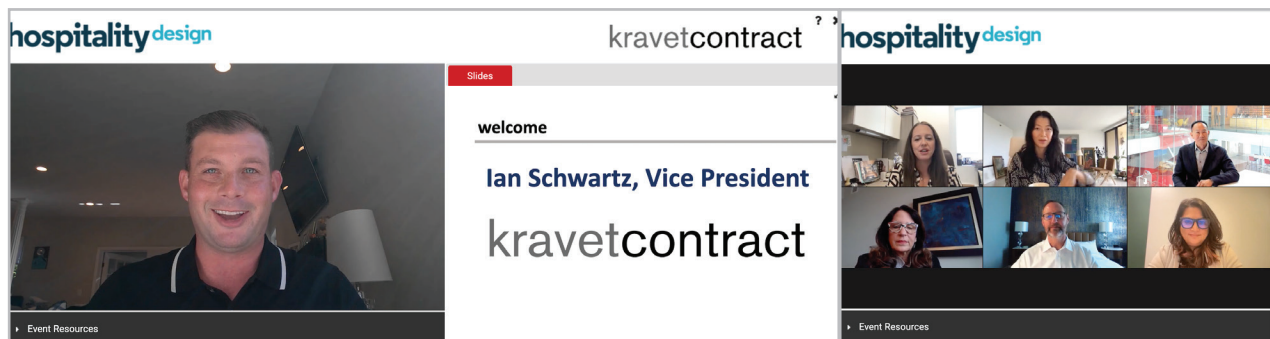 hospitality design
kravetcontract
?
Slides
welcome
Ian Schwartz, Vice President
kravetcontract
Event Resources
hospitality design
Event Resources